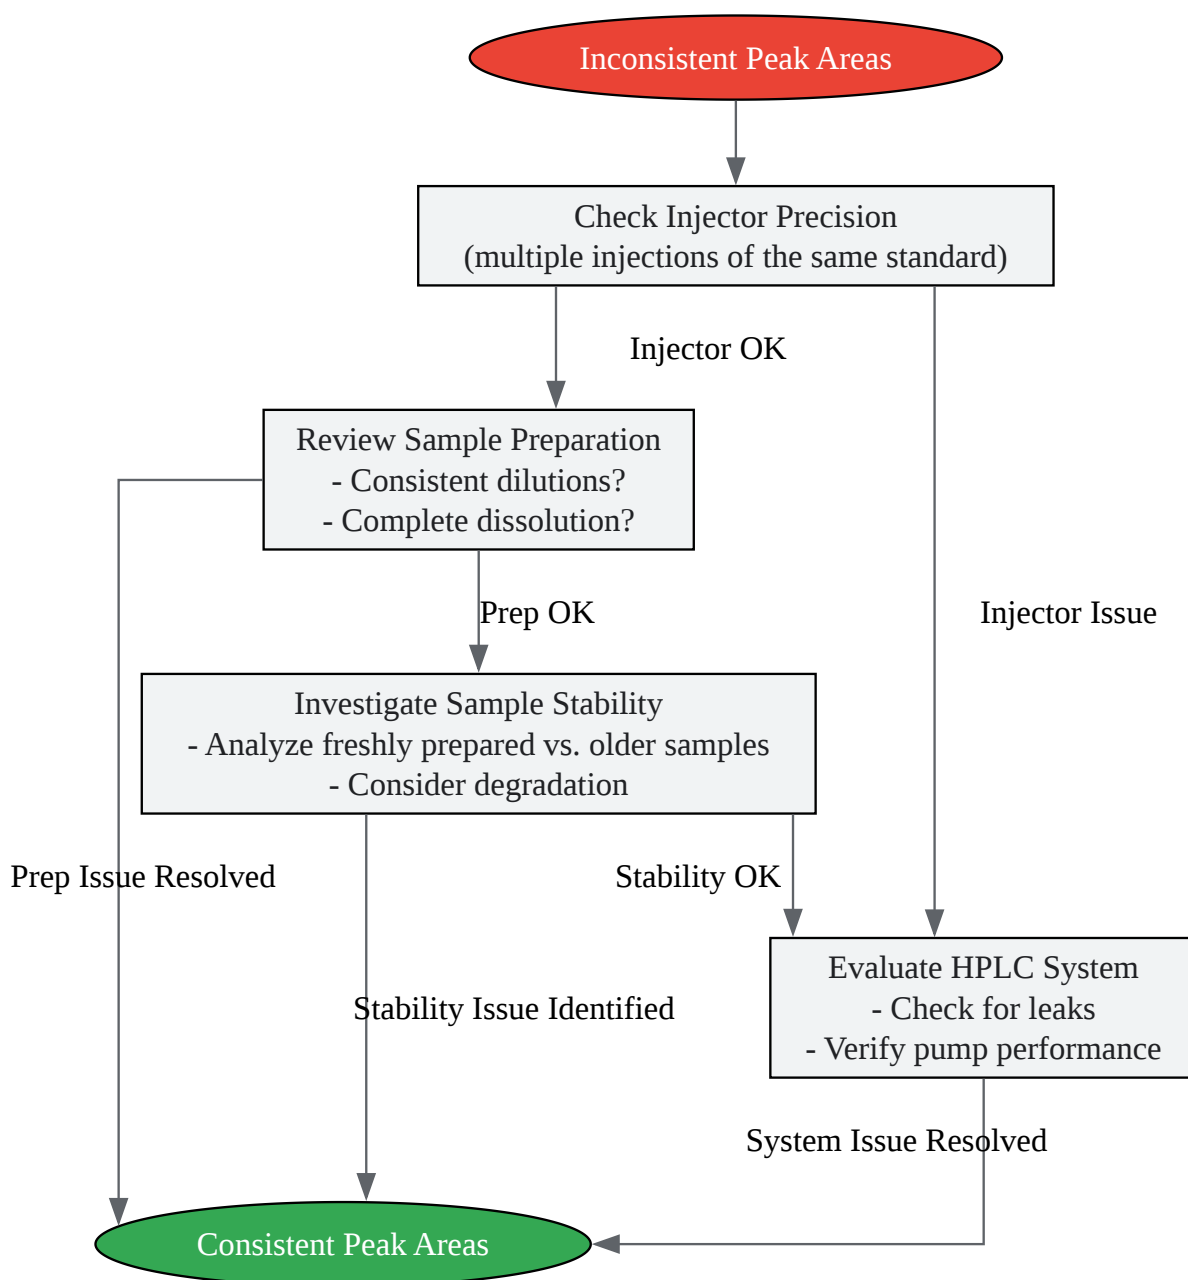 Inconsistent Peak Areas
Check Injector Precision
(multiple injections of the same standard)
Injector OK
Review Sample Preparation
- Consistent dilutions?
- Complete dissolution?
Prep OK
Injector Issue
Investigate Sample Stability
- Analyze freshly prepared vs. older samples
- Consider degradation
Prep Issue Resolved
Stability OK
Evaluate HPLC System
- Check for leaks
- Verify pump performance
Stability Issue Identified
System Issue Resolved
Consistent Peak Areas